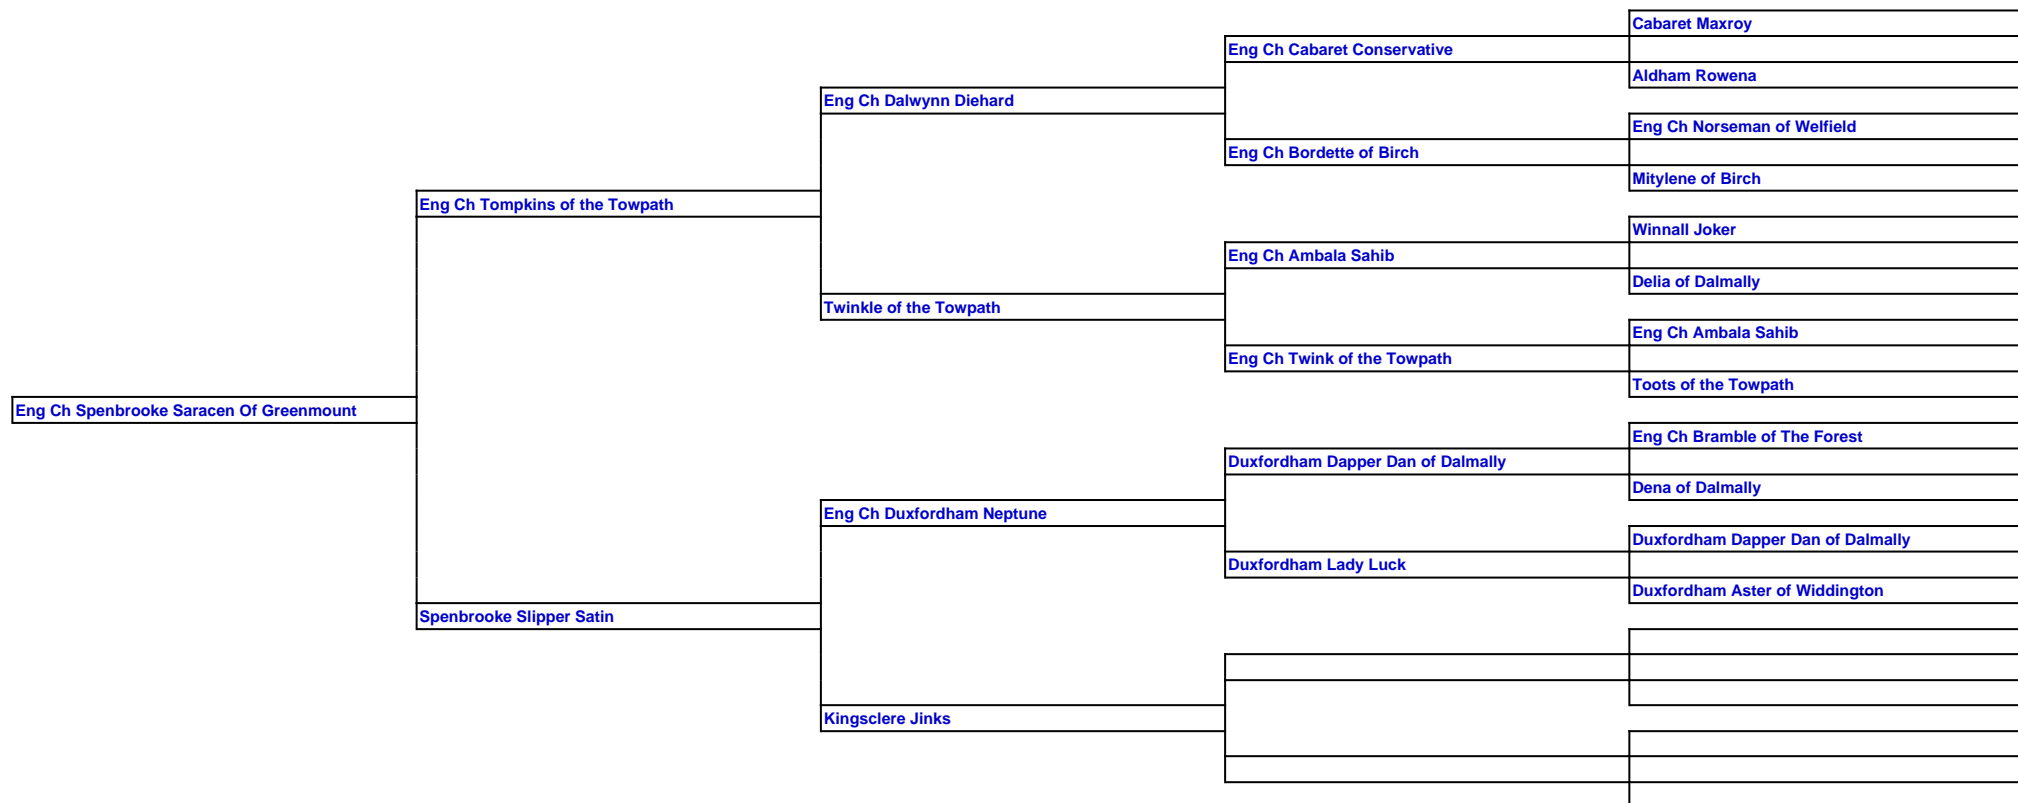 Cabaret Maxroy
Eng Ch Cabaret Conservative
Aldham Rowena
Eng Ch Dalwynn Diehard
Eng Ch Norseman of Welfield
Eng Ch Bordette of Birch
Mitylene of Birch
Eng Ch Tompkins of the Towpath
Winnall Joker
Eng Ch Ambala Sahib
Delia of Dalmally
Twinkle of the Towpath
Eng Ch Ambala Sahib
Eng Ch Twink of the Towpath
Toots of the Towpath
Eng Ch Spenbrooke Saracen Of Greenmount
Eng Ch Bramble of The Forest
Duxfordham Dapper Dan of Dalmally
Dena of Dalmally
Eng Ch Duxfordham Neptune
Duxfordham Dapper Dan of Dalmally
Duxfordham Lady Luck
Duxfordham Aster of Widdington
Spenbrooke Slipper Satin
Kingsclere Jinks